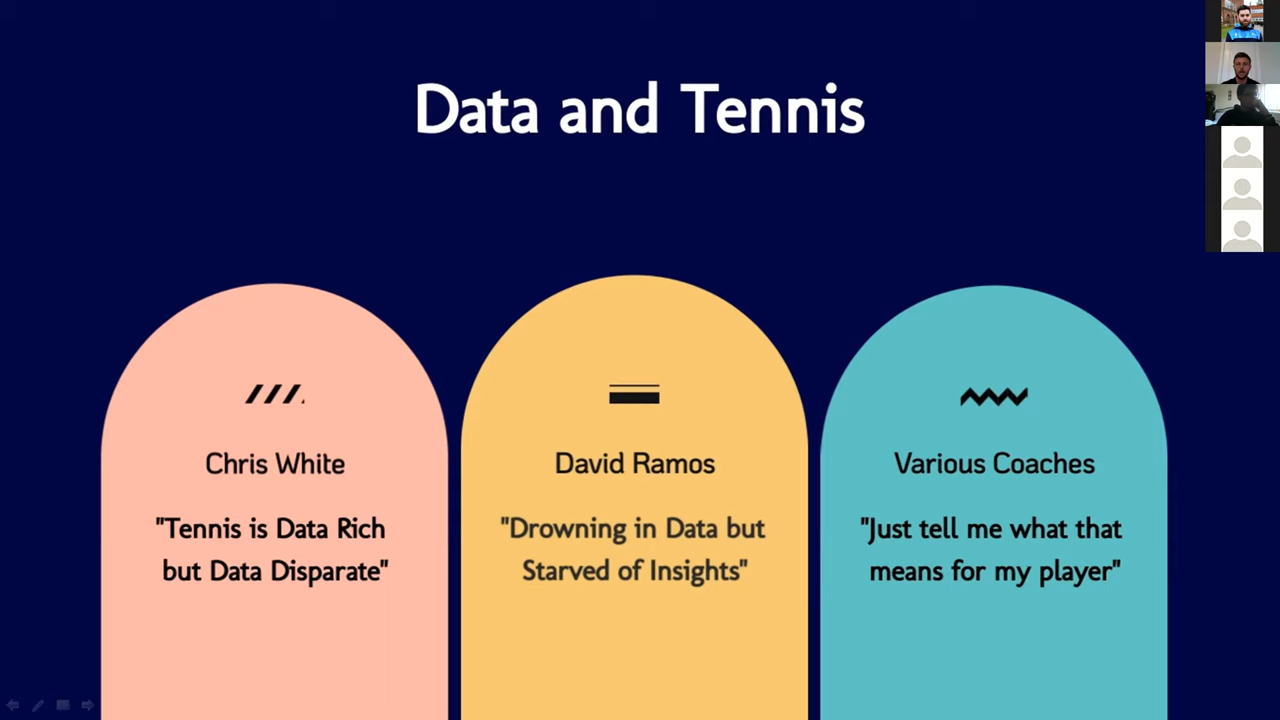 Data and Tennis
Chris White
"Tennis is Data Rich
but Data Disparate"
David Ramos
"Drowning in Data but
Starved of Insights"
Various Coaches
"Just tell me what that
means for my player"